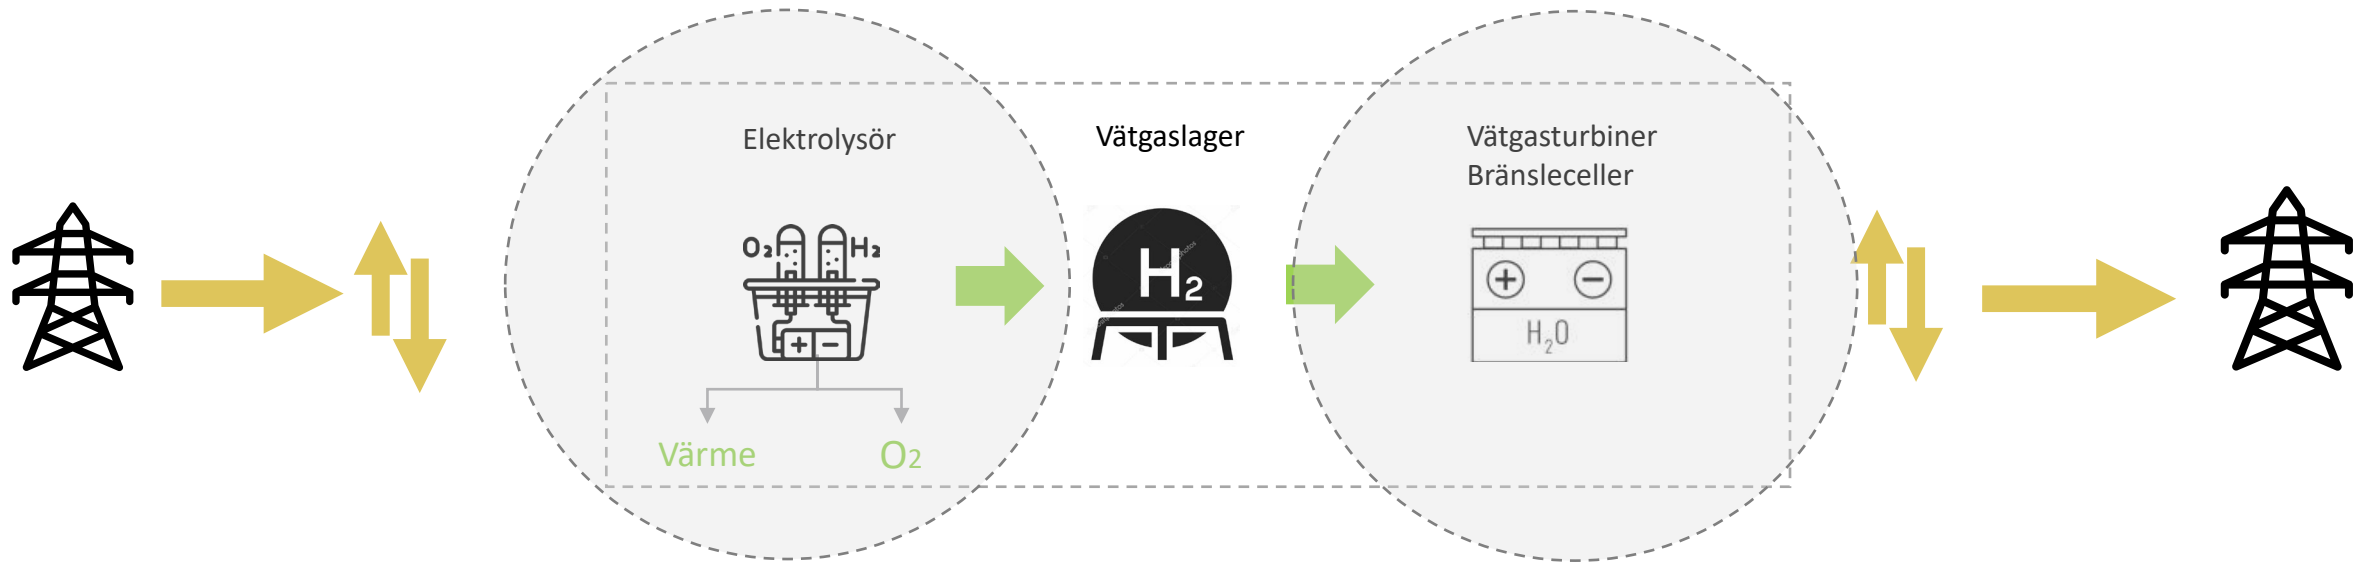 Elektrolysör
Vätgaslager
Vätgasturbiner
Bränsleceller
O₂
H₂
H₂
+ −
+ −
H₂O
Värme
O₂